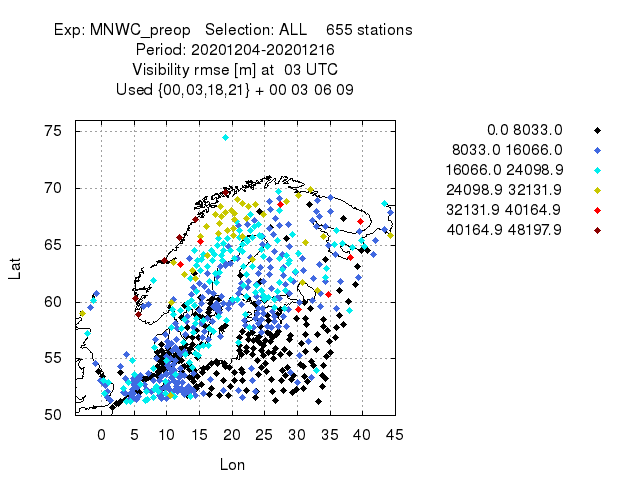 Exp: MNWC_preop   Selection: ALL    655 stations
Period: 20201204-20201216
Visibility rmse [m] at  03 UTC
Used {00,03,18,21} + 00 03 06 09
0.0 8033.0
8033.0 16066.0
16066.0 24098.9
24098.9 32131.9
32131.9 40164.9
40164.9 48197.9
75
70
65
60
55
50
Lat
0 5 10 15 20 25 30 35 40 45
Lon